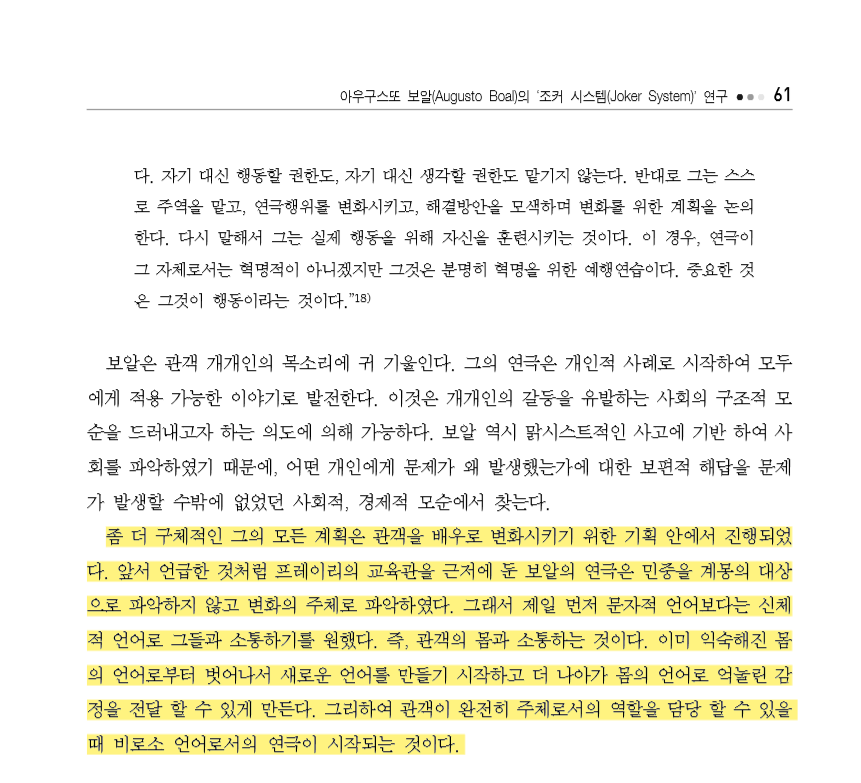 아우구스또 보알(Augusto Boal)의 ‘조커 시스템(Joker System)’ 연구 ●●● 61
다. 자기 대신 행동할 권한도, 자기 대신 생각할 권한도 맡기지 않는다. 반대로 그는 스스
로 주역을 맡고, 연극행위를 변화시키고, 해결방안을 모색하며 변화를 위한 계획을 논의
한다. 다시 말해서 그는 실제 행동을 위해 자신을 훈련시키는 것이다. 이 경우, 연극이
그 자체로서는 혁명적이 아니겠지만 그것은 분명히 혁명을 위한 예행연습이다. 중요한 것
은 그것이 행동이라는 것이다.”18)
보알은 관객 개개인의 목소리에 귀 기울인다. 그의 연극은 개인적 사례로 시작하여 모두
에게 적용 가능한 이야기로 발전한다. 이것은 개개인의 갈등을 유발하는 사회의 구조적 모
순을 드러내고자 하는 의도에 의해 가능하다. 보알 역시 맑시스트적인 사고에 기반 하여 사
회를 파악하였기 때문에, 어떤 개인에게 문제가 왜 발생했는가에 대한 보편적 해답을 문제
가 발생할 수밖에 없었던 사회적, 경제적 모순에서 찾는다.
좀 더 구체적인 그의 모든 계획은 관객을 배우로 변화시키기 위한 기획 안에서 진행되었
다. 앞서 언급한 것처럼 프레이리의 교육관을 근저에 둔 보알의 연극은 민중을 계몽의 대상
으로 파악하지 않고 변화의 주체로 파악하였다. 그래서 제일 먼저 문자적 언어보다는 신체
적 언어로 그들과 소통하기를 원했다. 즉, 관객의 몸과 소통하는 것이다. 이미 익숙해진 몸
의 언어로부터 벗어나서 새로운 언어를 만들기 시작하고 더 나아가 몸의 언어로 억눌린 감
정을 전달 할 수 있게 만든다. 그리하여 관객이 완전히 주체로서의 역할을 담당 할 수 있을
때 비로소 언어로서의 연극이 시작되는 것이다.